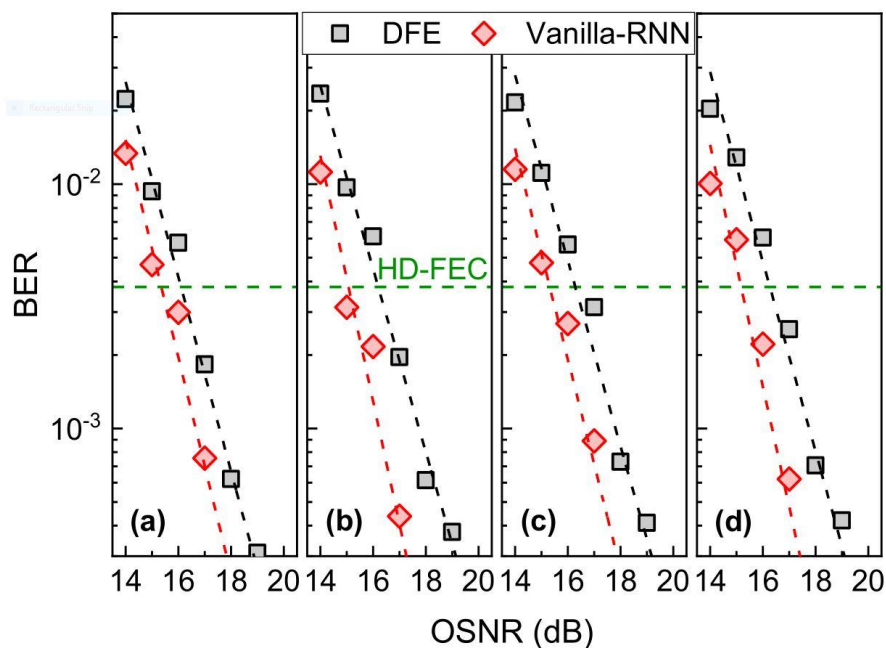 DFE Vanilla-RNN
10⁻²
10⁻³
BER
HD-FEC
(a) (b) (c) (d)
14 16 18 20 14 16 18 20 14 16 18 20 14 16 18 20
OSNR (dB)